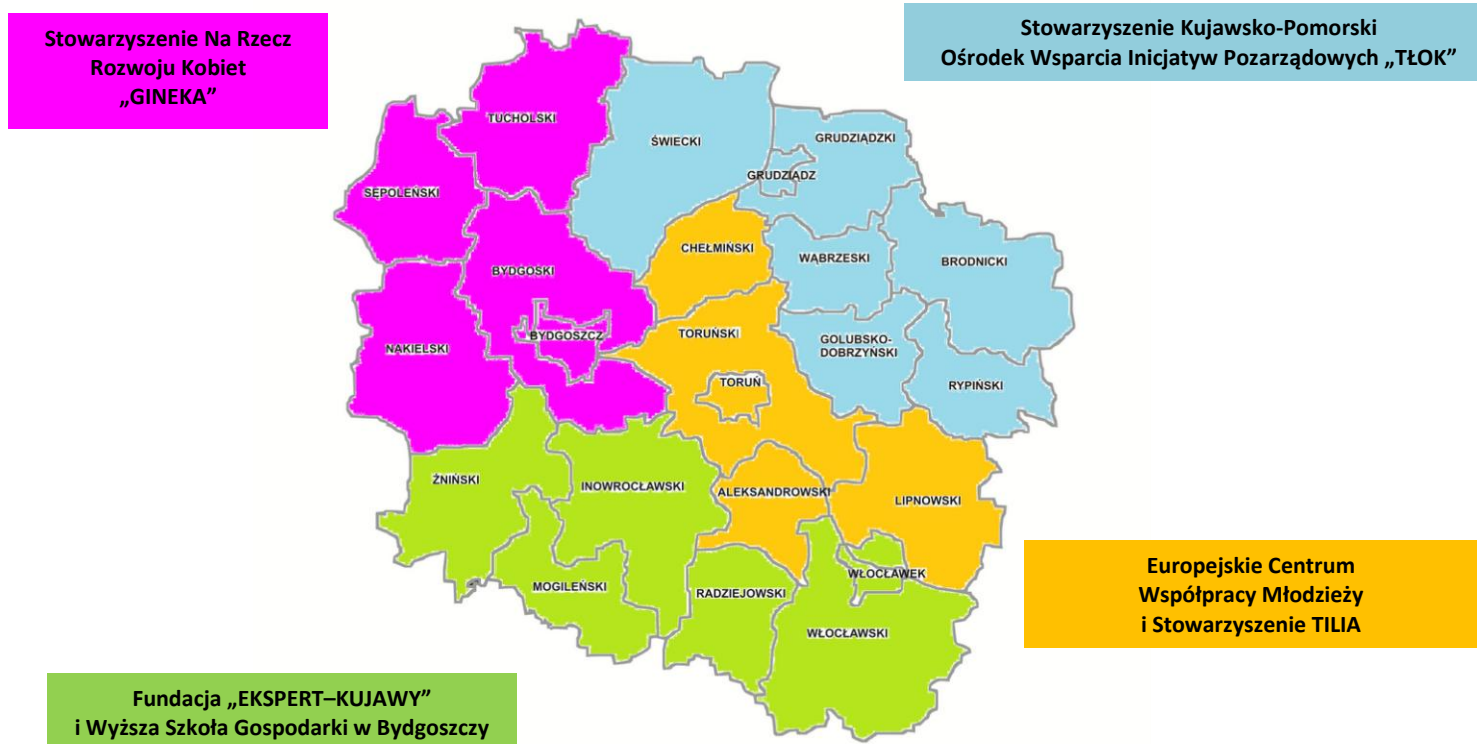 Stowarzyszenie Na Rzecz
Rozwoju Kobiet
„GINEKA”
Stowarzyszenie Kujawsko-Pomorski
Ośrodek Wsparcia Inicjatyw Pozarządowych „TŁOK”
TUCHOLSKI
ŚWIECKI
GRUDZIĄDZKI
GRUDZIĄDZ
SĘPOLEŃSKI
CHEŁMIŃSKI
WĄBRZESKI
BRODNICKI
BYDGOSKI
BYDGOSZCZ
TORUŃSKI
GOLUBSKO-
DOBRZYŃSKI
NAKIELSKI
TORUŃ
RYPIŃSKI
ŻNIŃSKI
INOWROCŁAWSKI
ALEKSANDROWSKI
LIPNOWSKI
MOGILEŃSKI
RADZIEJOWSKI
WŁOCŁAWEK
WŁOCŁAWSKI
Europejskie Centrum
Współpracy Młodzieży
i Stowarzyszenie TILIA
Fundacja „EKSPERT–KUJAWY”
i Wyższa Szkoła Gospodarki w Bydgoszczy